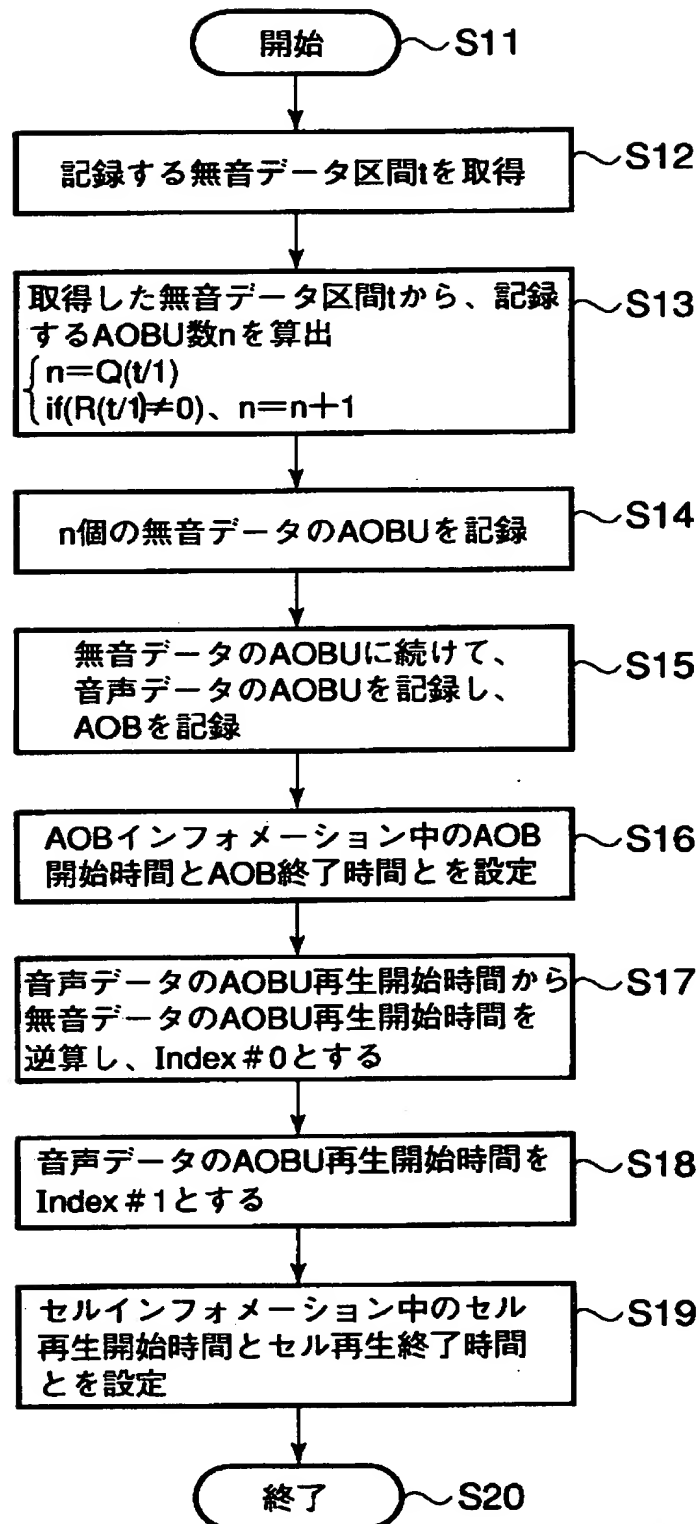 開始
S11
記録する無音データ区間tを取得
S12
取得した無音データ区間tから、記録
するAOBU数nを算出
n=Q(t/1)
if(R(t/1)≠0)、n=n+1
S13
n個の無音データのAOBUを記録
S14
無音データのAOBUに続けて、
音声データのAOBUを記録し、
AOBを記録
S15
AOBインフォメーション中のAOB
開始時間とAOB終了時間とを設定
S16
音声データのAOBU再生開始時間から
無音データのAOBU再生開始時間を
逆算し、Index#0とする
S17
音声データのAOBU再生開始時間を
Index#1とする
S18
セルインフォメーション中のセル
再生開始時間とセル再生終了時間
とを設定
S19
終了
S20